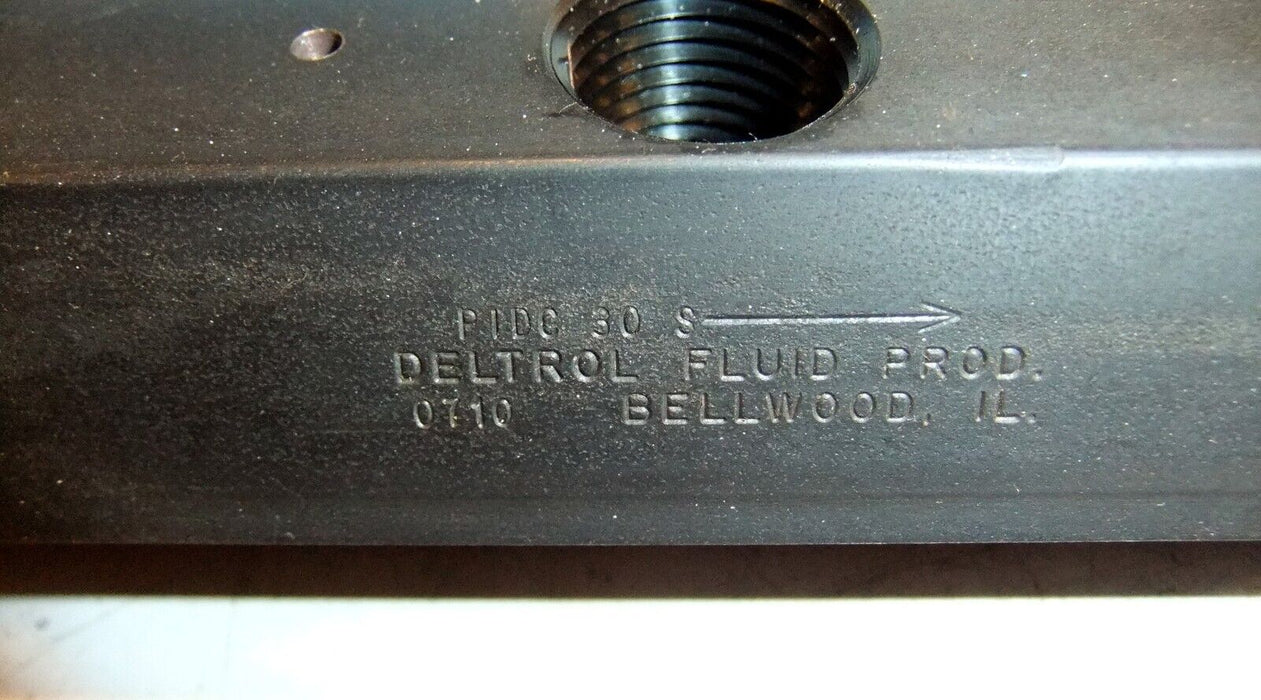 PIDC 30 S
DELTROL FLUID PROD.
0710 BELLWOOD, IL.